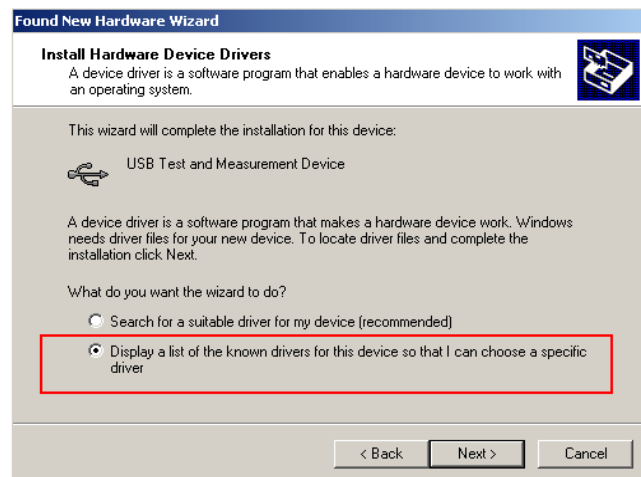 Found New Hardware Wizard
Install Hardware Device Drivers
A device driver is a software program that enables a hardware device to work with
an operating system.
This wizard will complete the installation for this device:
USB Test and Measurement Device
A device driver is a software program that makes a hardware device work. Windows
needs driver files for your new device. To locate driver files and complete the
installation click Next.
What do you want the wizard to do?
Search for a suitable driver for my device (recommended)
Display a list of the known drivers for this device so that I can choose a specific
driver
< Back Next > Cancel